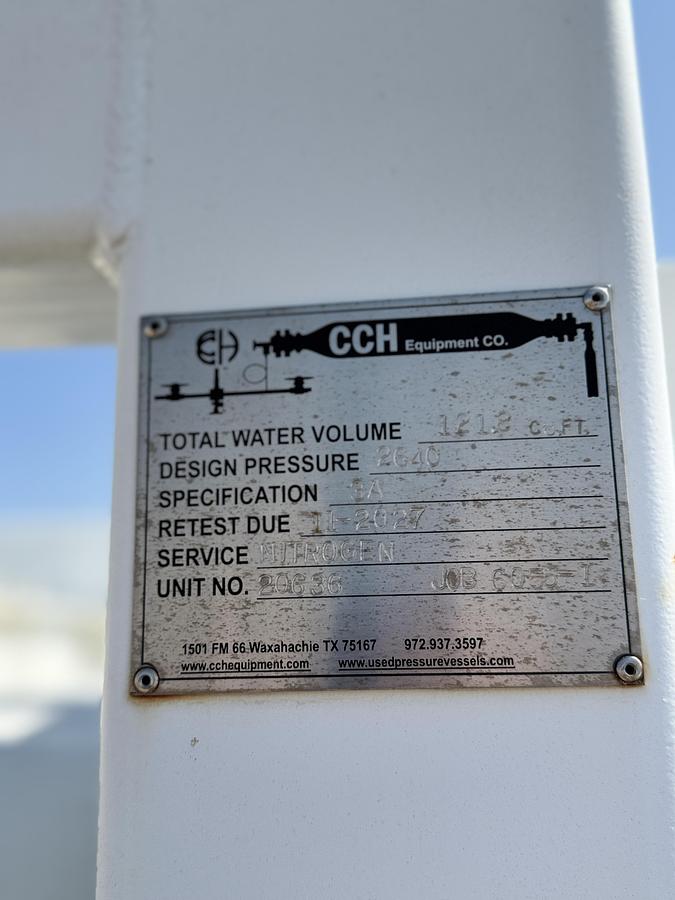 CH
CCH Equipment CO.
TOTAL WATER VOLUME 1218 CU.FT.
DESIGN PRESSURE 2640
SPECIFICATION 3A
RETEST DUE 11-2027
SERVICE NITROGEN
UNIT NO. 20636 JOB
1501 FM 66 Waxahachie TX 75167 972.937.3597
www.cchequipment.com www.usedpressurevessels.com